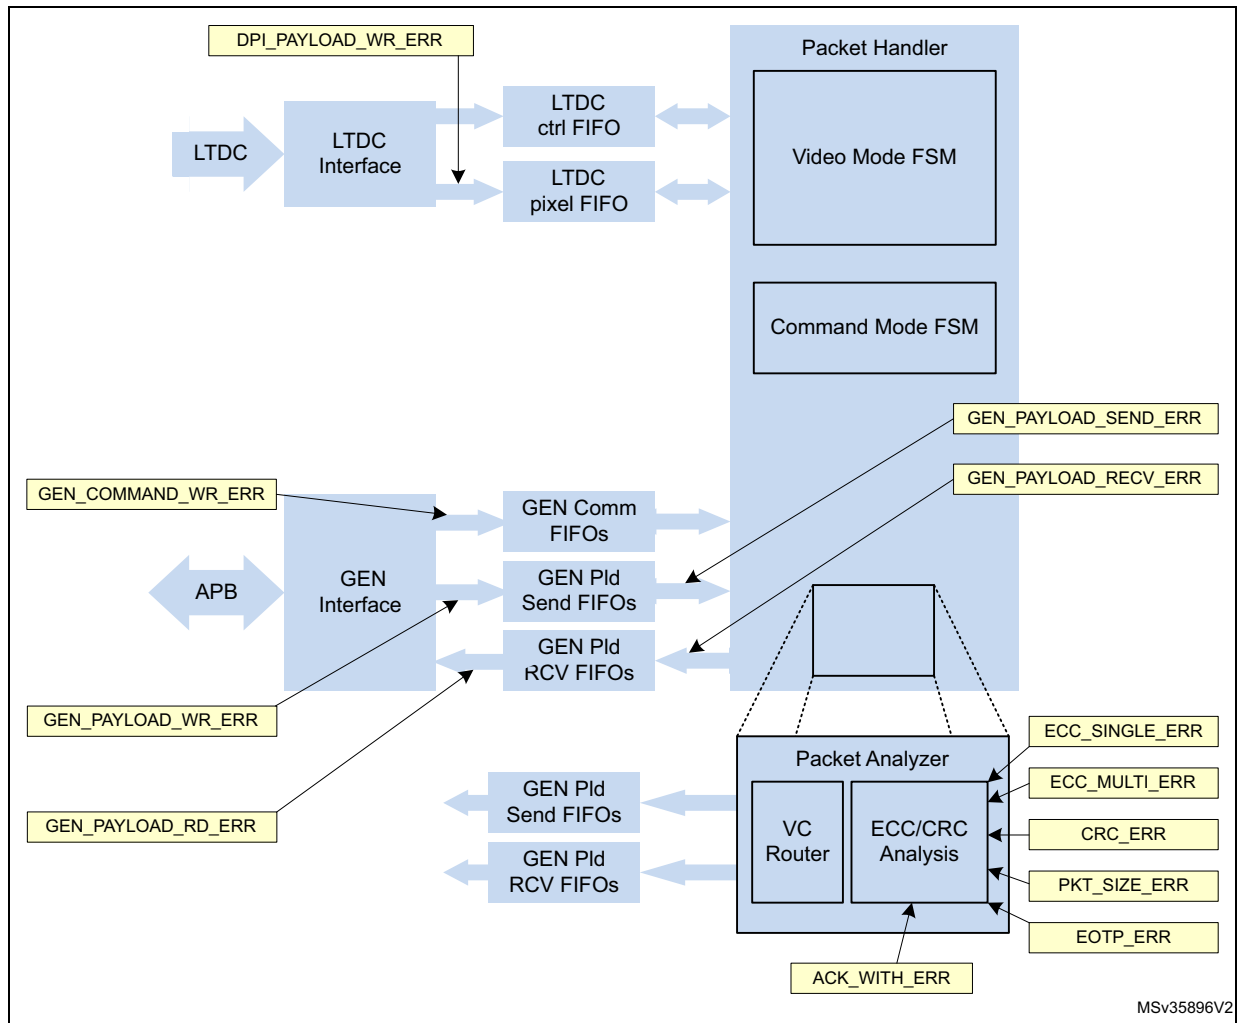 DPI_PAYLOAD_WR_ERR
Packet Handler
LTDC
LTDC
Interface
LTDC
ctrl FIFO
LTDC
pixel FIFO
Video Mode FSM
Command Mode FSM
GEN_PAYLOAD_SEND_ERR
GEN_PAYLOAD_RECV_ERR
GEN_COMMAND_WR_ERR
APB
GEN
Interface
GEN Comm
FIFOs
GEN Pld
Send FIFOs
GEN Pld
RCV FIFOs
GEN_PAYLOAD_WR_ERR
GEN_PAYLOAD_RD_ERR
GEN Pld
Send FIFOs
GEN Pld
RCV FIFOs
Packet Analyzer
VC
Router
ECC/CRC
Analysis
ECC_SINGLE_ERR
ECC_MULTI_ERR
CRC_ERR
PKT_SIZE_ERR
EOTP_ERR
ACK_WITH_ERR
MSv35896V2